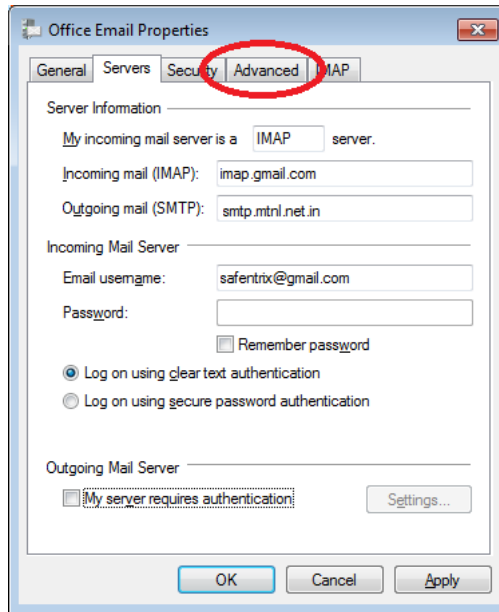 Office Email Properties
General Servers Security Advanced IMAP
Server Information
My incoming mail server is a IMAP server.
Incoming mail (IMAP): imap.gmail.com
Outgoing mail (SMTP): smtp.mtnl.net.in
Incoming Mail Server
Email username: safentrix@gmail.com
Password:
Remember password
Log on using clear text authentication
Log on using secure password authentication
Outgoing Mail Server
My server requires authentication Settings...
OK Cancel Apply